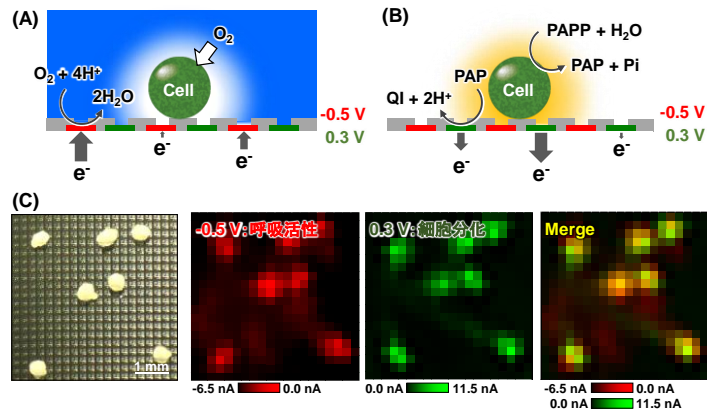 (A)
O₂
O₂ + 4H⁺
2H₂O
Cell
-0.5 V
0.3 V
e⁻
e⁻
e⁻
(B)
PAPP + H₂O
PAP + Pi
PAP
QI + 2H⁺
Cell
-0.5 V
0.3 V
e⁻
e⁻
e⁻
(C)
1 mm
-0.5 V: 呼吸活性
-6.5 nA 0.0 nA
0.3 V: 細胞分化
0.0 nA 11.5 nA
Merge
-6.5 nA 0.0 nA
0.0 nA 11.5 nA